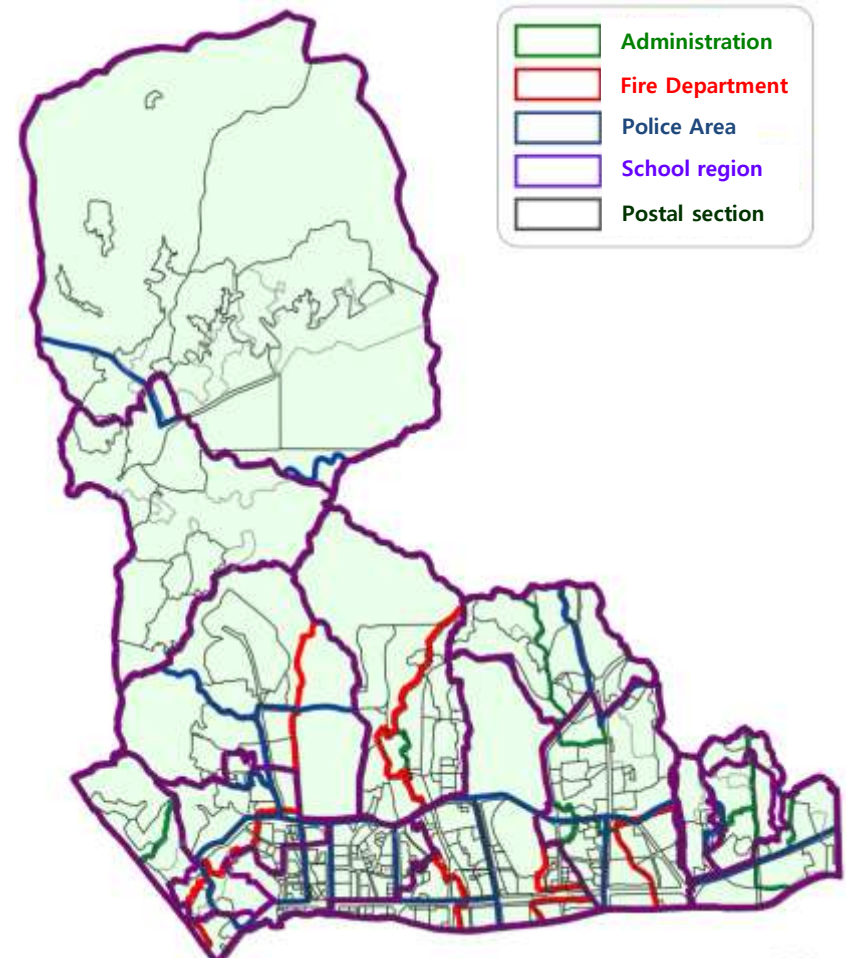 Administration
Fire Department
Police Area
School region
Postal section